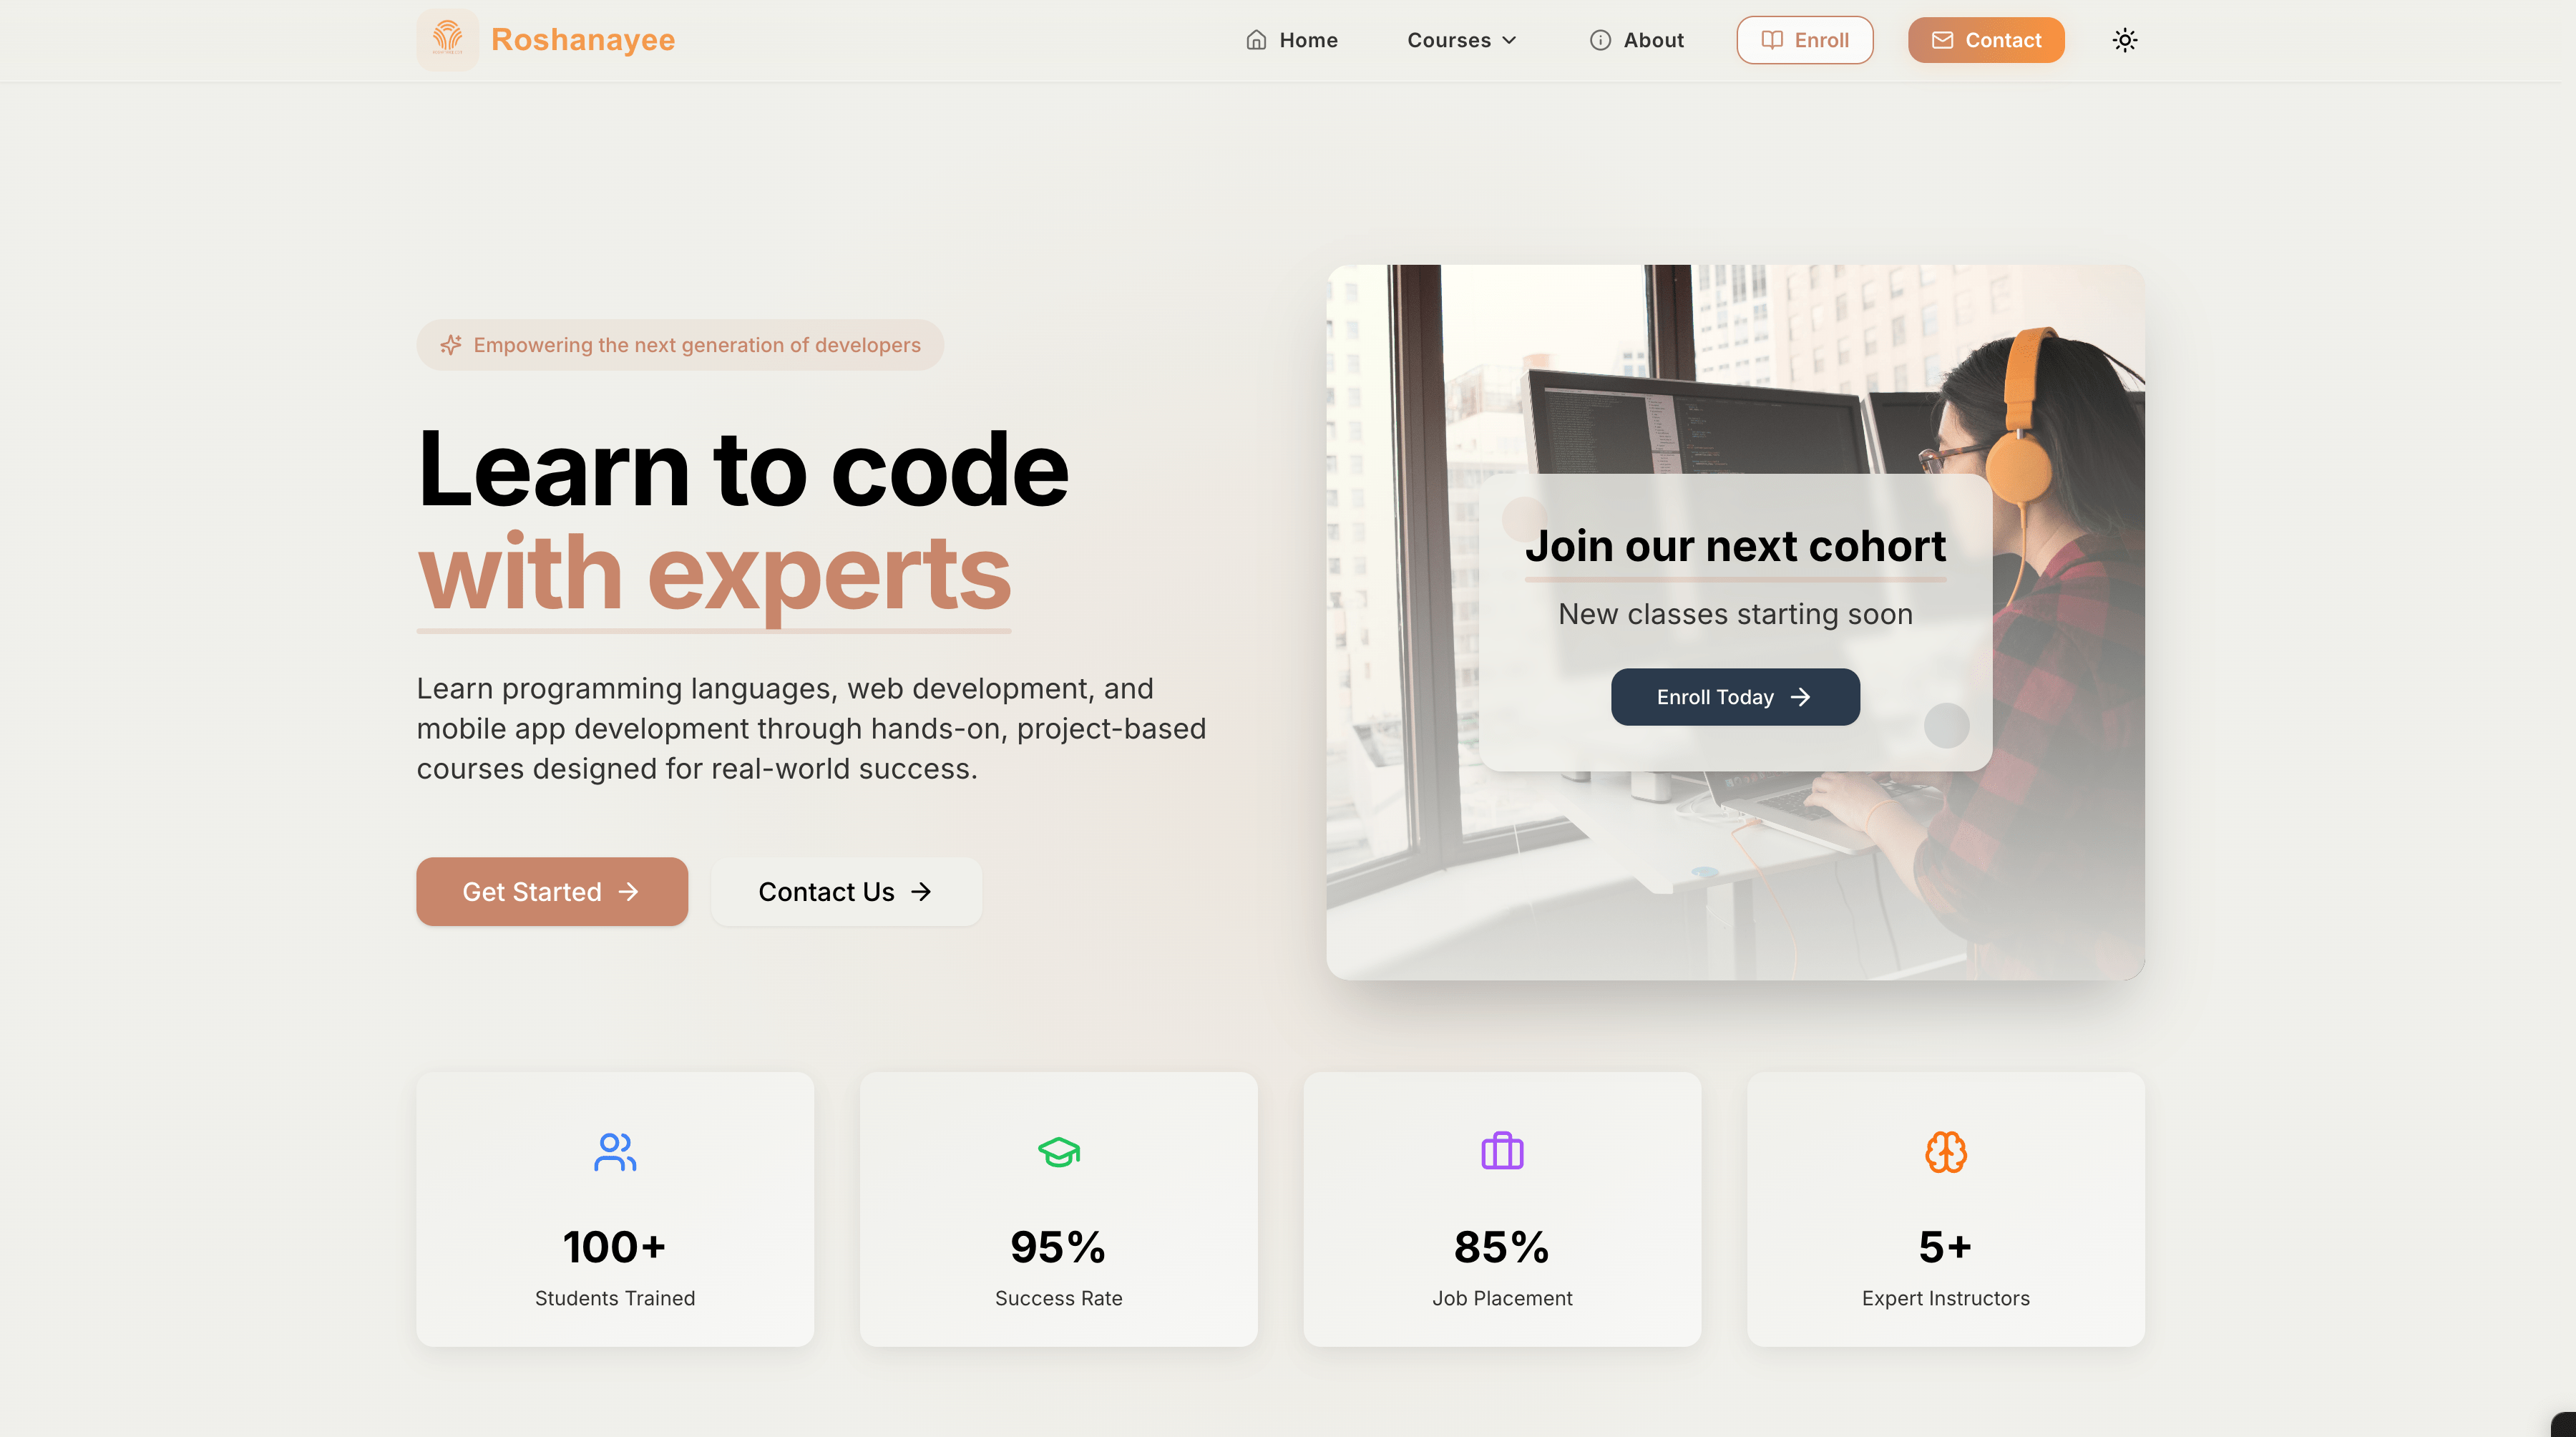 Roshanayee
Home
Courses
About
Enroll
Contact
Empowering the next generation of developers
Learn to code
with experts
Learn programming languages, web development, and
mobile app development through hands-on, project-based
courses designed for real-world success.
Get Started
Contact Us
Join our next cohort
New classes starting soon
Enroll Today
100+
Students Trained
95%
Success Rate
85%
Job Placement
5+
Expert Instructors